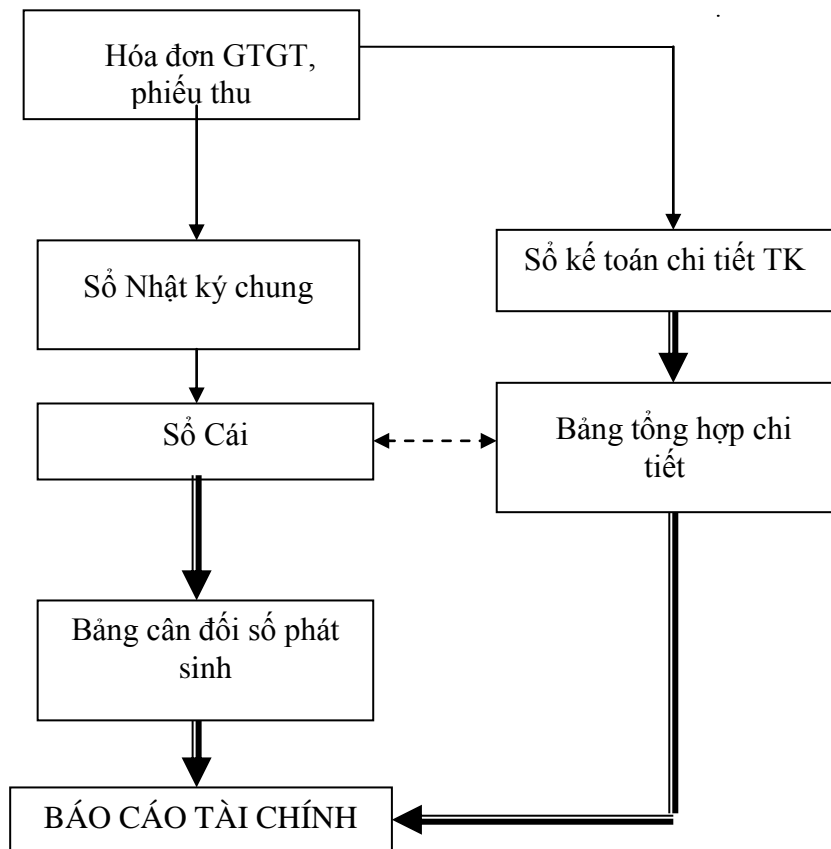 Hóa đơn GTGT,
phiếu thu
Sổ Nhật ký chung
Sổ kế toán chi tiết TK
Sổ Cái
Bảng tổng hợp chi
tiết
Bảng cân đối số phát
sinh
BÁO CÁO TÀI CHÍNH